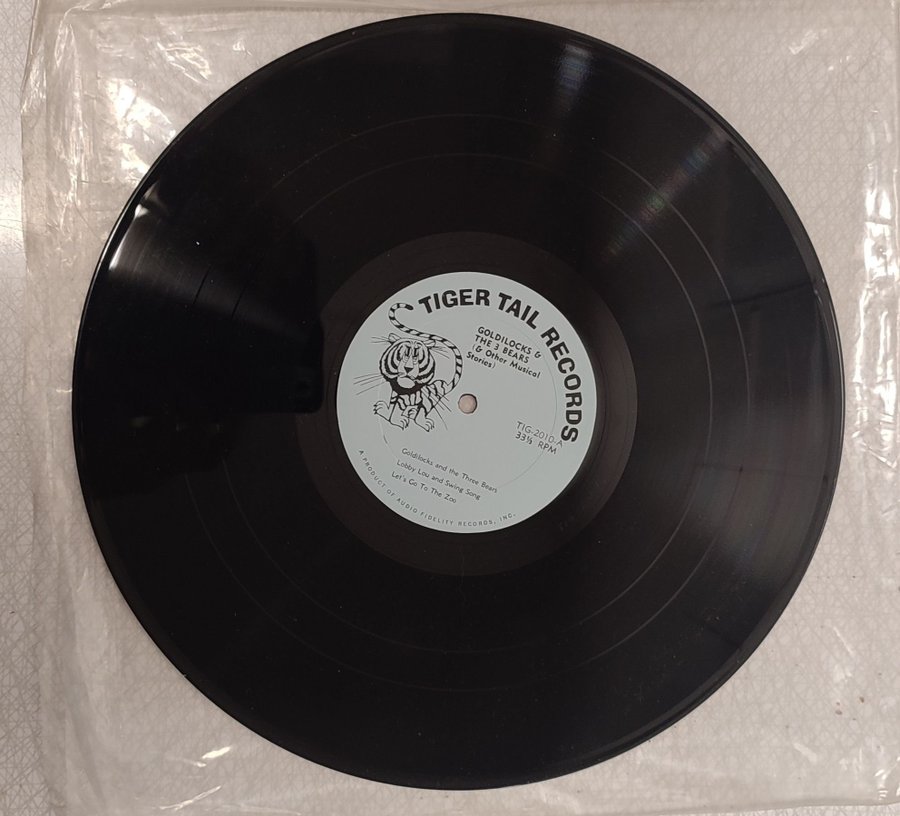 TIGER TAIL RECORDS
GOLDILOCKS &
THE 3 BEARS
(& Other Musical
Stories)
TIG-2010-A
33⅓ RPM
Goldilocks and the Three Bears
Lobby Lou and Swing Song
Let's Go To The Zoo
A PRODUCT OF AUDIO FIDELITY RECORDS, INC.